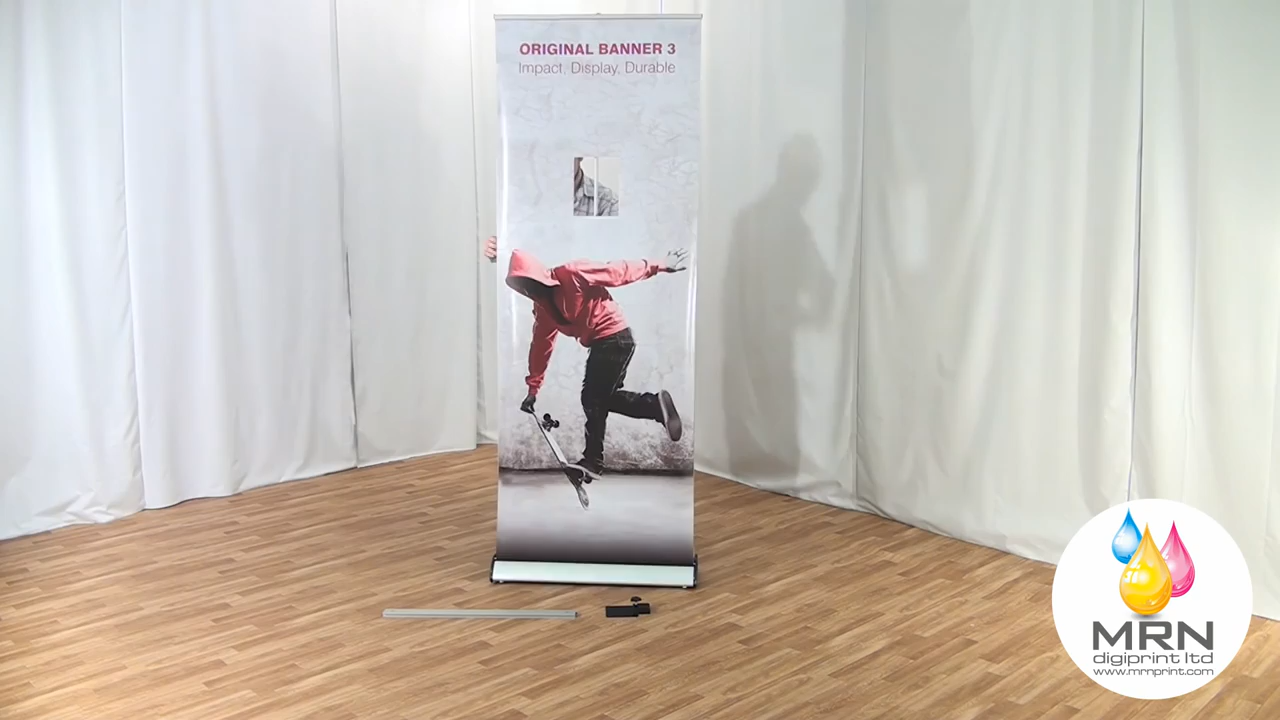 ORIGINAL BANNER 3
Impact, Display, Durable
MRN
digiprint ltd
www.mrnprint.com